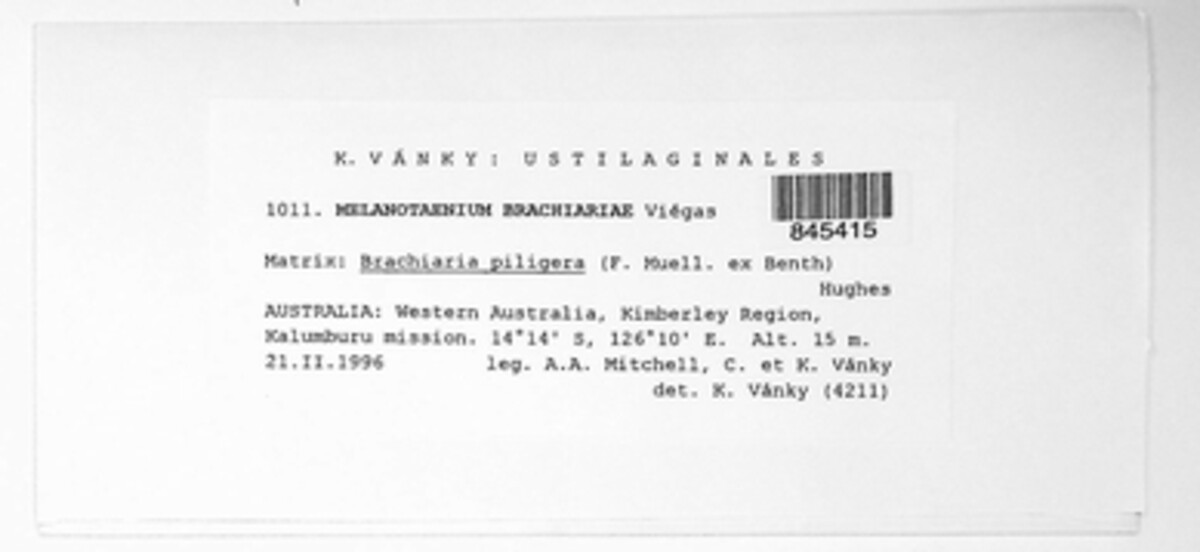 K. VÁNKY: USTILAGINALES
1011. MELANOTAENIUM BRACHIARIAE Viégas
845415
Matrix: Brachiaria piligera (F. Muell. ex Benth)
Hughes
AUSTRALIA: Western Australia, Kimberley Region,
Kalumburu mission. 14°14' S, 126°10' E. Alt. 15 m.
21.II.1996 leg. A.A. Mitchell, C. et K. Vánky
det. K. Vánky (4211)